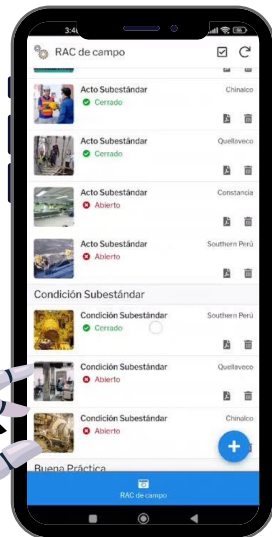 3:4
RAC de campo
Acto Subestándar
Chinalco
Cerrado
Acto Subestándar
Quellaveco
Cerrado
Acto Subestándar
Constancia
Abierto
Acto Subestándar
Southern Perú
Abierto
Condición Subestándar
Condición Subestándar
Southern Perú
Cerrado
Condición Subestándar
Quellaveco
Abierto
Condición Subestándar
Chinalco
Abierto
Buena Práctica
RAC de campo